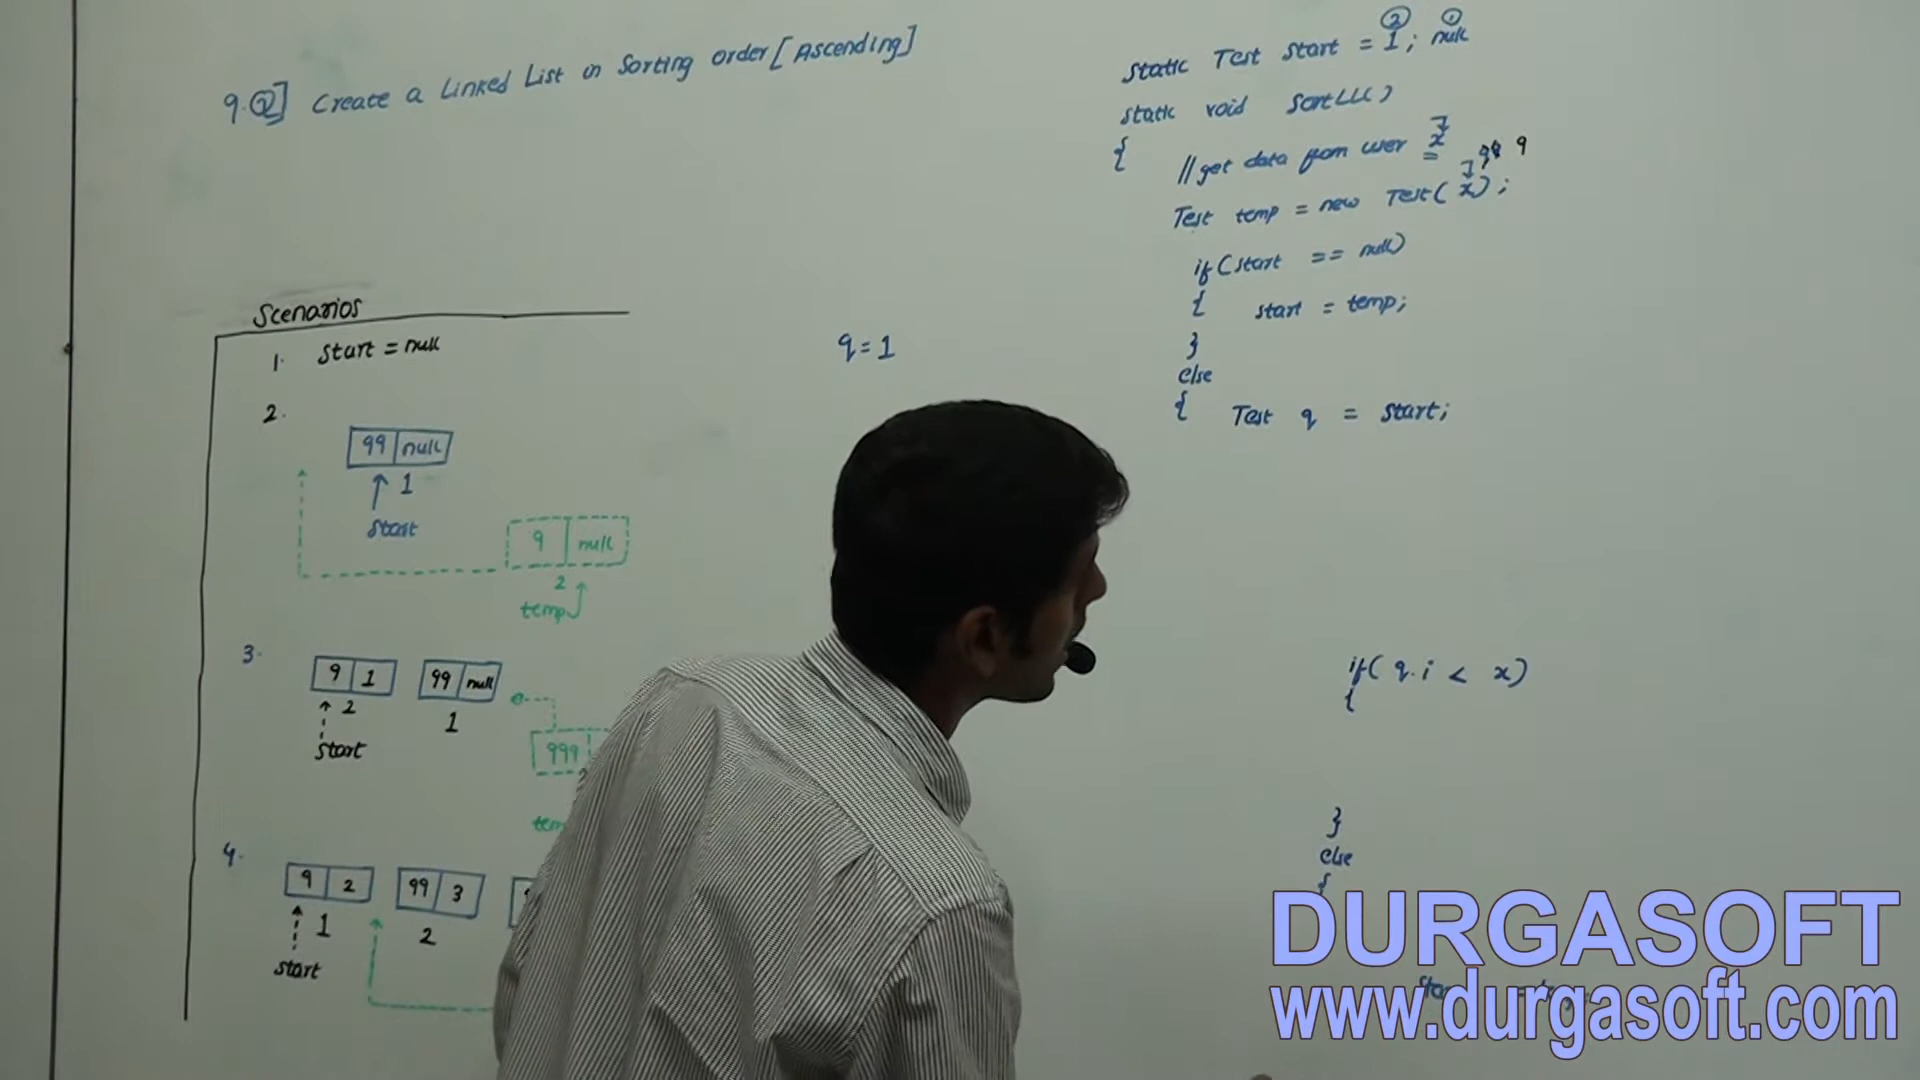 9.Q] Create a Linked List in Sorting order [Ascending]
Scenarios
1. Start = null
2.
99 null
1
Start
9 null
2
temp
3.
9 1 99 null
2
1
Start
999
4.
9 2 99 3
1
2
Start
q = 1
2 1
static Test start = 1; null
static void SortLL()
{ // get data from user x
9
Test temp = new Test( x );
if(start == null)
{ start = temp;
}
else
{ Test q = start;
if( q.i < x)
{
}
else
{
DURGASOFT
www.durgasoft.com